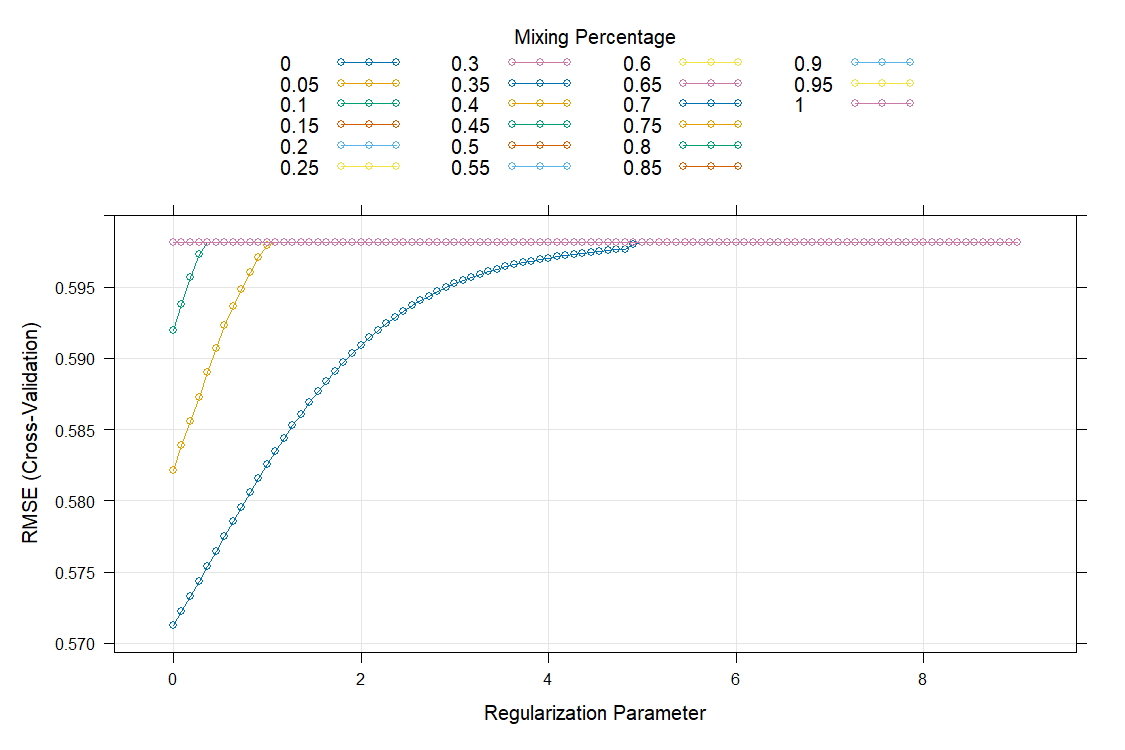 Mixing Percentage
0 0.3 0.6 0.9
0.05 0.35 0.65 0.95
0.1 0.4 0.7 1
0.15 0.45 0.75
0.2 0.5 0.8
0.25 0.55 0.85
RMSE (Cross-Validation)
0.595
0.590
0.585
0.580
0.575
0.570
0 2 4 6 8
Regularization Parameter